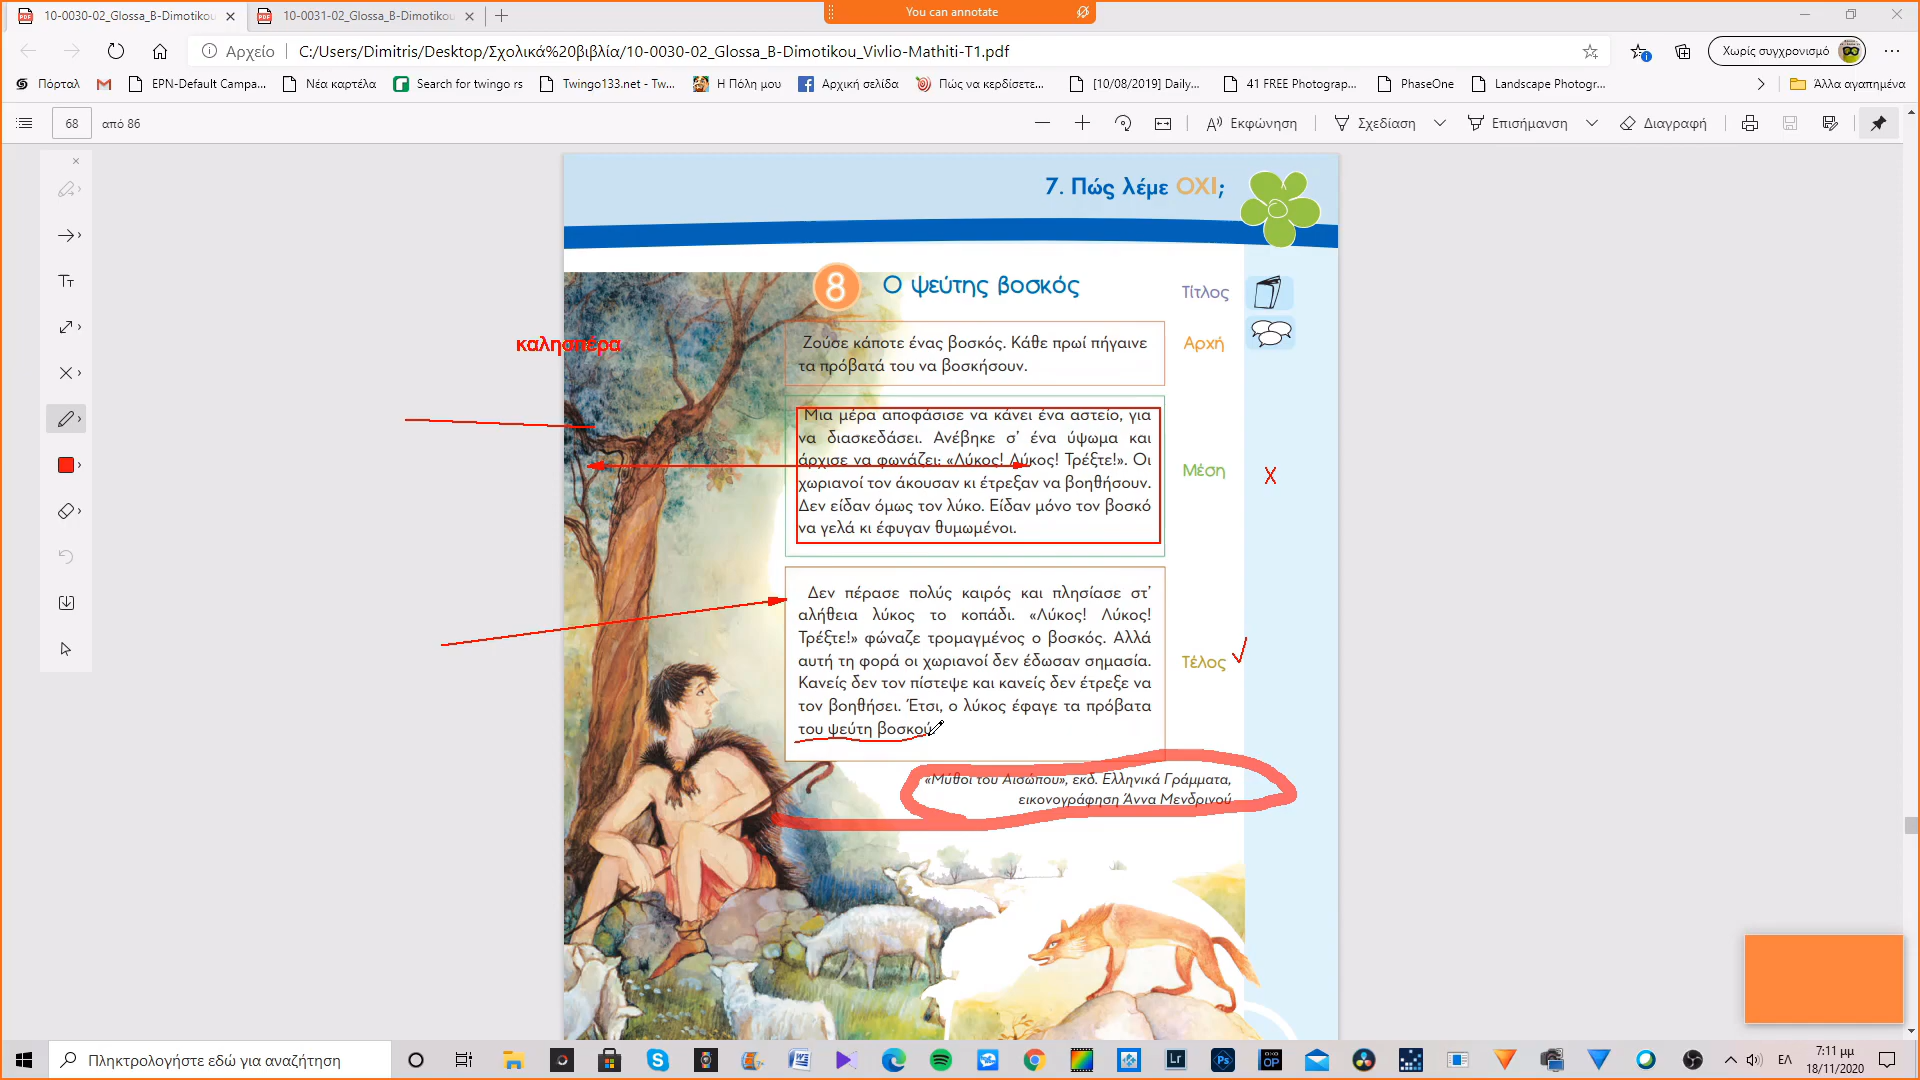 10-0030-02_Glossa_B-Dimotikou
10-0031-02_Glossa_B-Dimotikou
You can annotate
Αρχείο
C:/Users/Dimitris/Desktop/Σχολικά%20βιβλία/10-0030-02_Glossa_B-Dimotikou_Vivlio-Mathiti-T1.pdf
Χωρίς συγχρονισμό
Πόρταλ
EPN-Default Campa...
Νέα καρτέλα
Search for twingo rs
Twingo133.net - Tw...
Η Πόλη μου
Αρχική σελίδα
Πώς να κερδίσετε...
[10/08/2019] Daily...
41 FREE Photograp...
PhaseOne
Landscape Photogr...
Άλλα αγαπημένα
68
από 86
Εκφώνηση
Σχεδίαση
Επισήμανση
Διαγραφή
7. Πώς λέμε ΟΧΙ;
8 Ο ψεύτης βοσκός
Τίτλος
καλησπέρα
Ζούσε κάποτε ένας βοσκός. Κάθε πρωί πήγαινε
τα πρόβατά του να βοσκήσουν.
Αρχή
Μια μέρα αποφάσισε να κάνει ένα αστείο, για
να διασκεδάσει. Ανέβηκε σ' ένα ύψωμα και
άρχισε να φωνάζει: «Λύκος! Λύκος! Τρέξτε!». Οι
χωριανοί τον άκουσαν κι έτρεξαν να βοηθήσουν.
Δεν είδαν όμως τον λύκο. Είδαν μόνο τον βοσκό
να γελά κι έφυγαν θυμωμένοι.
Μέση
X
Δεν πέρασε πολύς καιρός και πλησίασε στ'
αλήθεια λύκος το κοπάδι. «Λύκος! Λύκος!
Τρέξτε!» φώναζε τρομαγμένος ο βοσκός. Αλλά
αυτή τη φορά οι χωριανοί δεν έδωσαν σημασία.
Κανείς δεν τον πίστεψε και κανείς δεν έτρεξε να
τον βοηθήσει. Έτσι, ο λύκος έφαγε τα πρόβατα
του ψεύτη βοσκού
Τέλος
«Μύθοι του Αισώπου», εκδ. Ελληνικά Γράμματα,
εικονογράφηση Άννα Μενδρινού
Πληκτρολογήστε εδώ για αναζήτηση
ΕΛ
7:11 μμ
18/11/2020